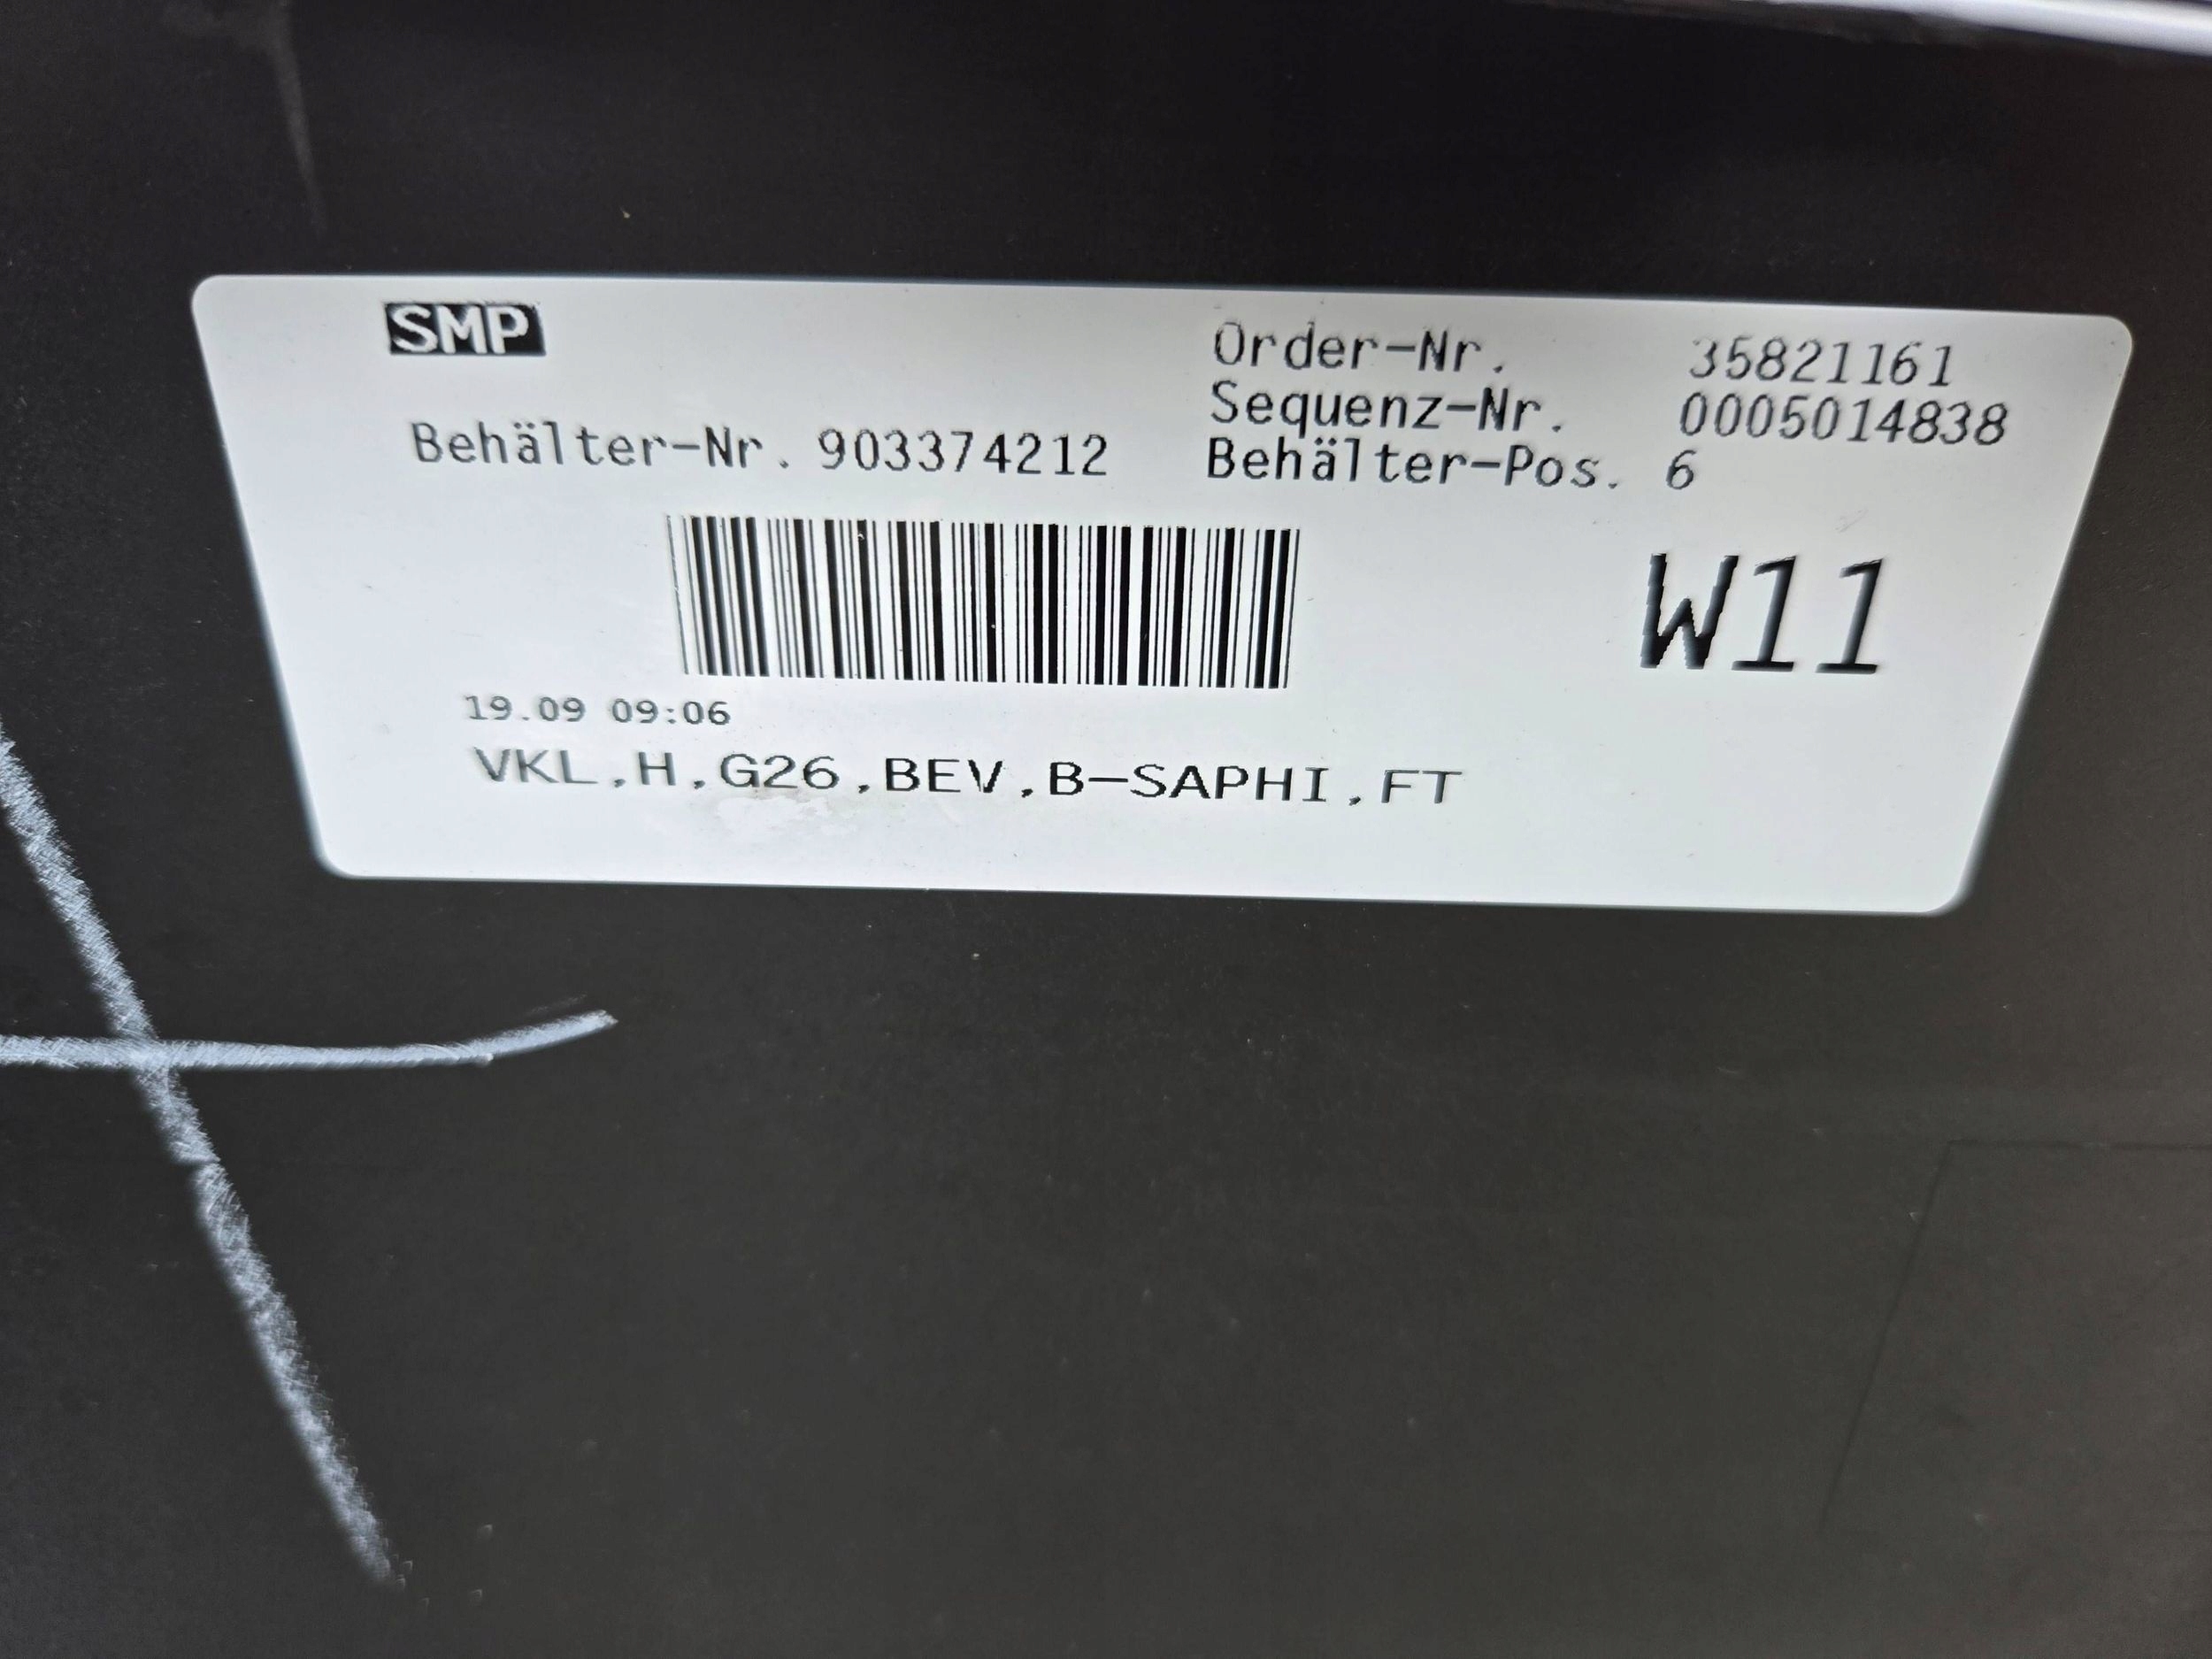 SMP
Order-Nr. 35821161
Sequenz-Nr. 0005014838
Behälter-Nr. 903374212
Behälter-Pos. 6
W11
19.09 09:06
VKL,H,G26,BEV,B-SAPHI,FT